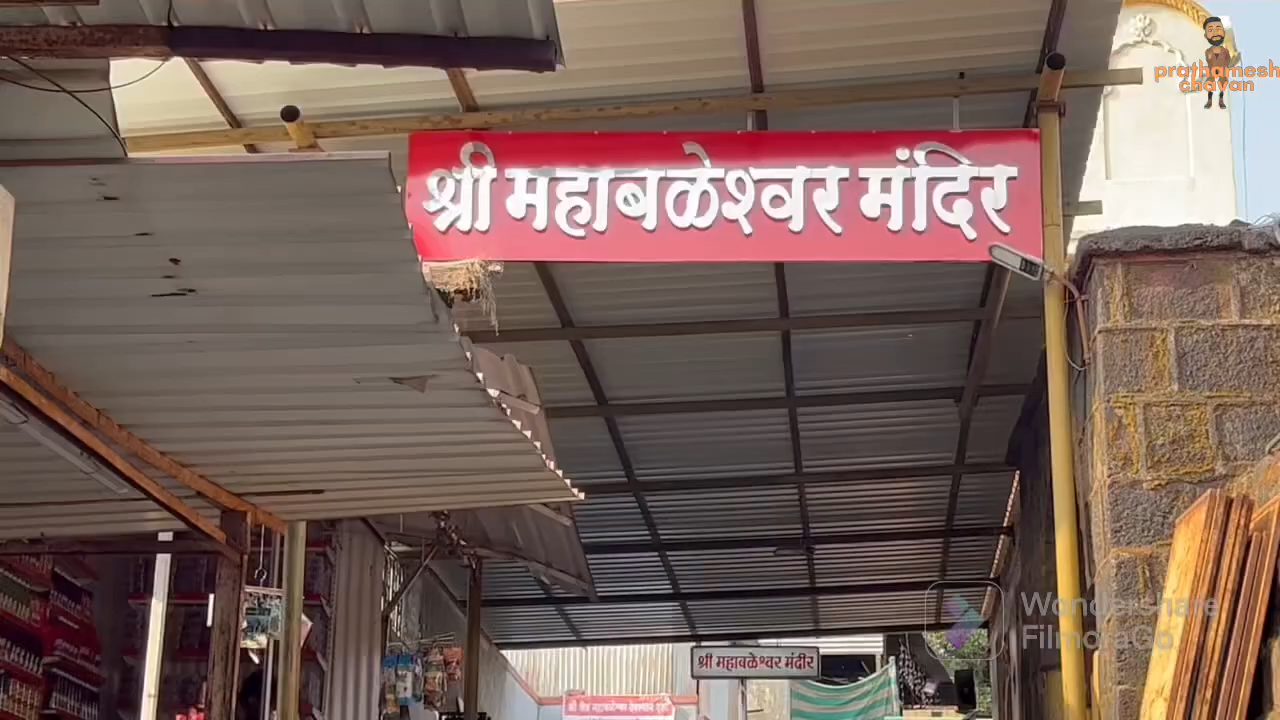 prathamesh
chavan
श्री महाबळेश्वर मंदिर
Wondershare
FilmoraGo
श्री महाबळेश्वर मंदीर